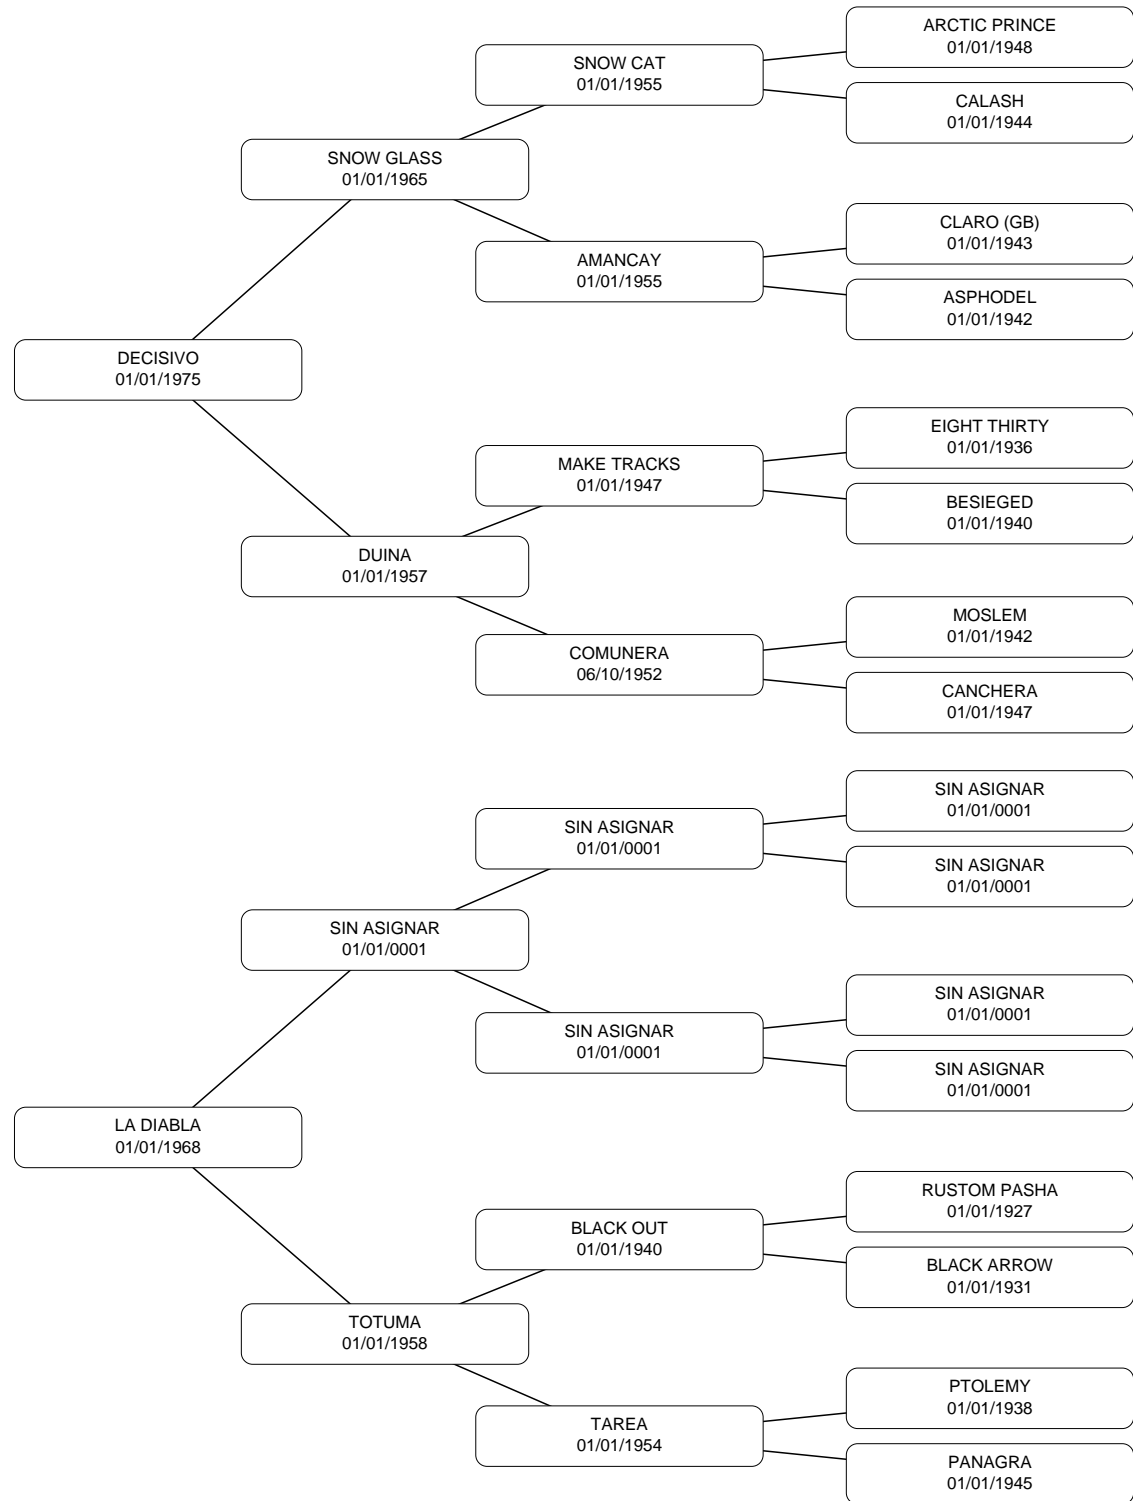 ARCTIC PRINCE
01/01/1948
SNOW CAT
01/01/1955
CALASH
01/01/1944
SNOW GLASS
01/01/1965
CLARO (GB)
01/01/1943
AMANCAY
01/01/1955
ASPHODEL
01/01/1942
DECISIVO
01/01/1975
EIGHT THIRTY
01/01/1936
MAKE TRACKS
01/01/1947
BESIEGED
01/01/1940
DUINA
01/01/1957
MOSLEM
01/01/1942
COMUNERA
06/10/1952
CANCHERA
01/01/1947
SIN ASIGNAR
01/01/0001
SIN ASIGNAR
01/01/0001
SIN ASIGNAR
01/01/0001
SIN ASIGNAR
01/01/0001
SIN ASIGNAR
01/01/0001
SIN ASIGNAR
01/01/0001
SIN ASIGNAR
01/01/0001
LA DIABLA
01/01/1968
RUSTOM PASHA
01/01/1927
BLACK OUT
01/01/1940
BLACK ARROW
01/01/1931
TOTUMA
01/01/1958
PTOLEMY
01/01/1938
TAREA
01/01/1954
PANAGRA
01/01/1945